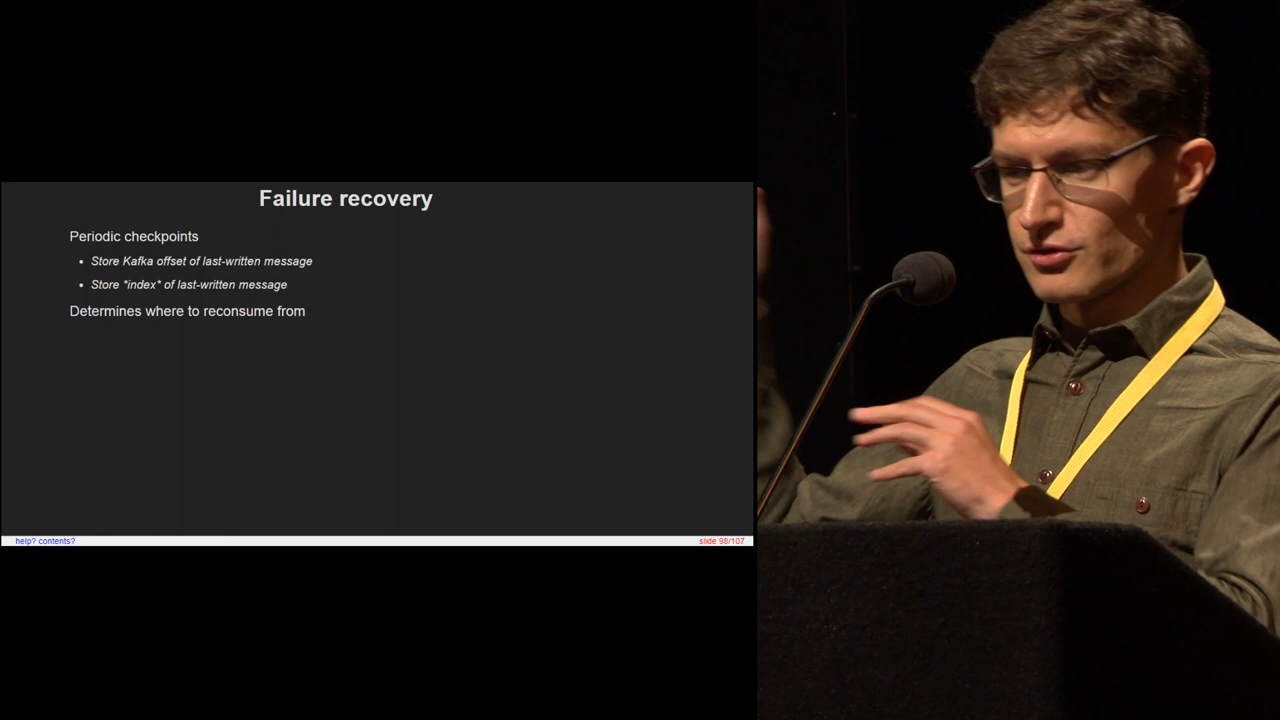 Failure recovery
Periodic checkpoints
Store Kafka offset of last-written message
Store *index* of last-written message
Determines where to reconsume from
help? contents?
slide 98/107